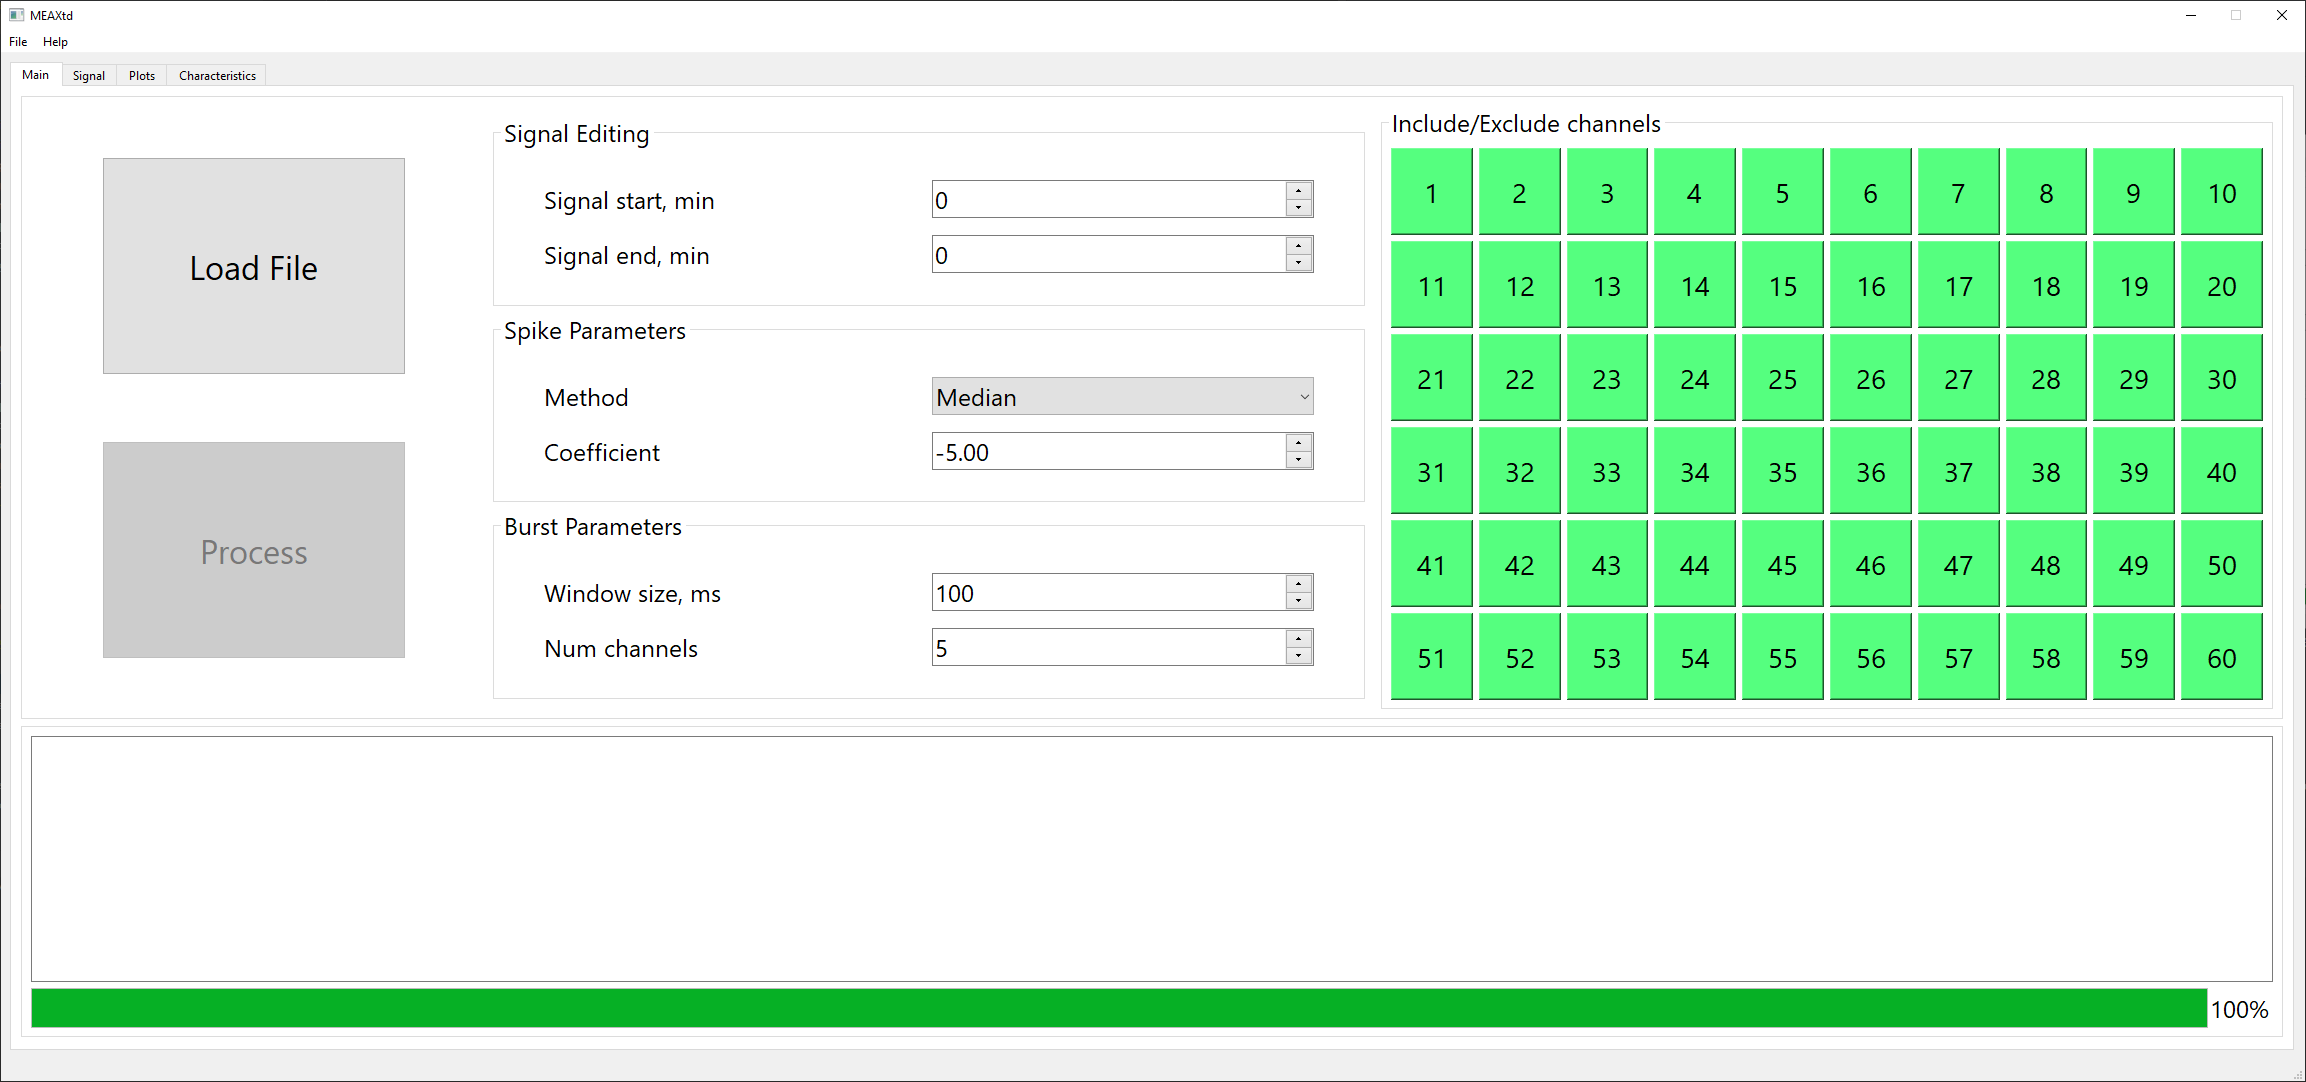 MEAXtd
File Help
Main Signal Plots Characteristics
Load File
Process
Signal Editing
Signal start, min 0
Signal end, min 0
Spike Parameters
Method Median
Coefficient -5.00
Burst Parameters
Window size, ms 100
Num channels 5
Include/Exclude channels
1 2 3 4 5 6 7 8 9 10
11 12 13 14 15 16 17 18 19 20
21 22 23 24 25 26 27 28 29 30
31 32 33 34 35 36 37 38 39 40
41 42 43 44 45 46 47 48 49 50
51 52 53 54 55 56 57 58 59 60
100%